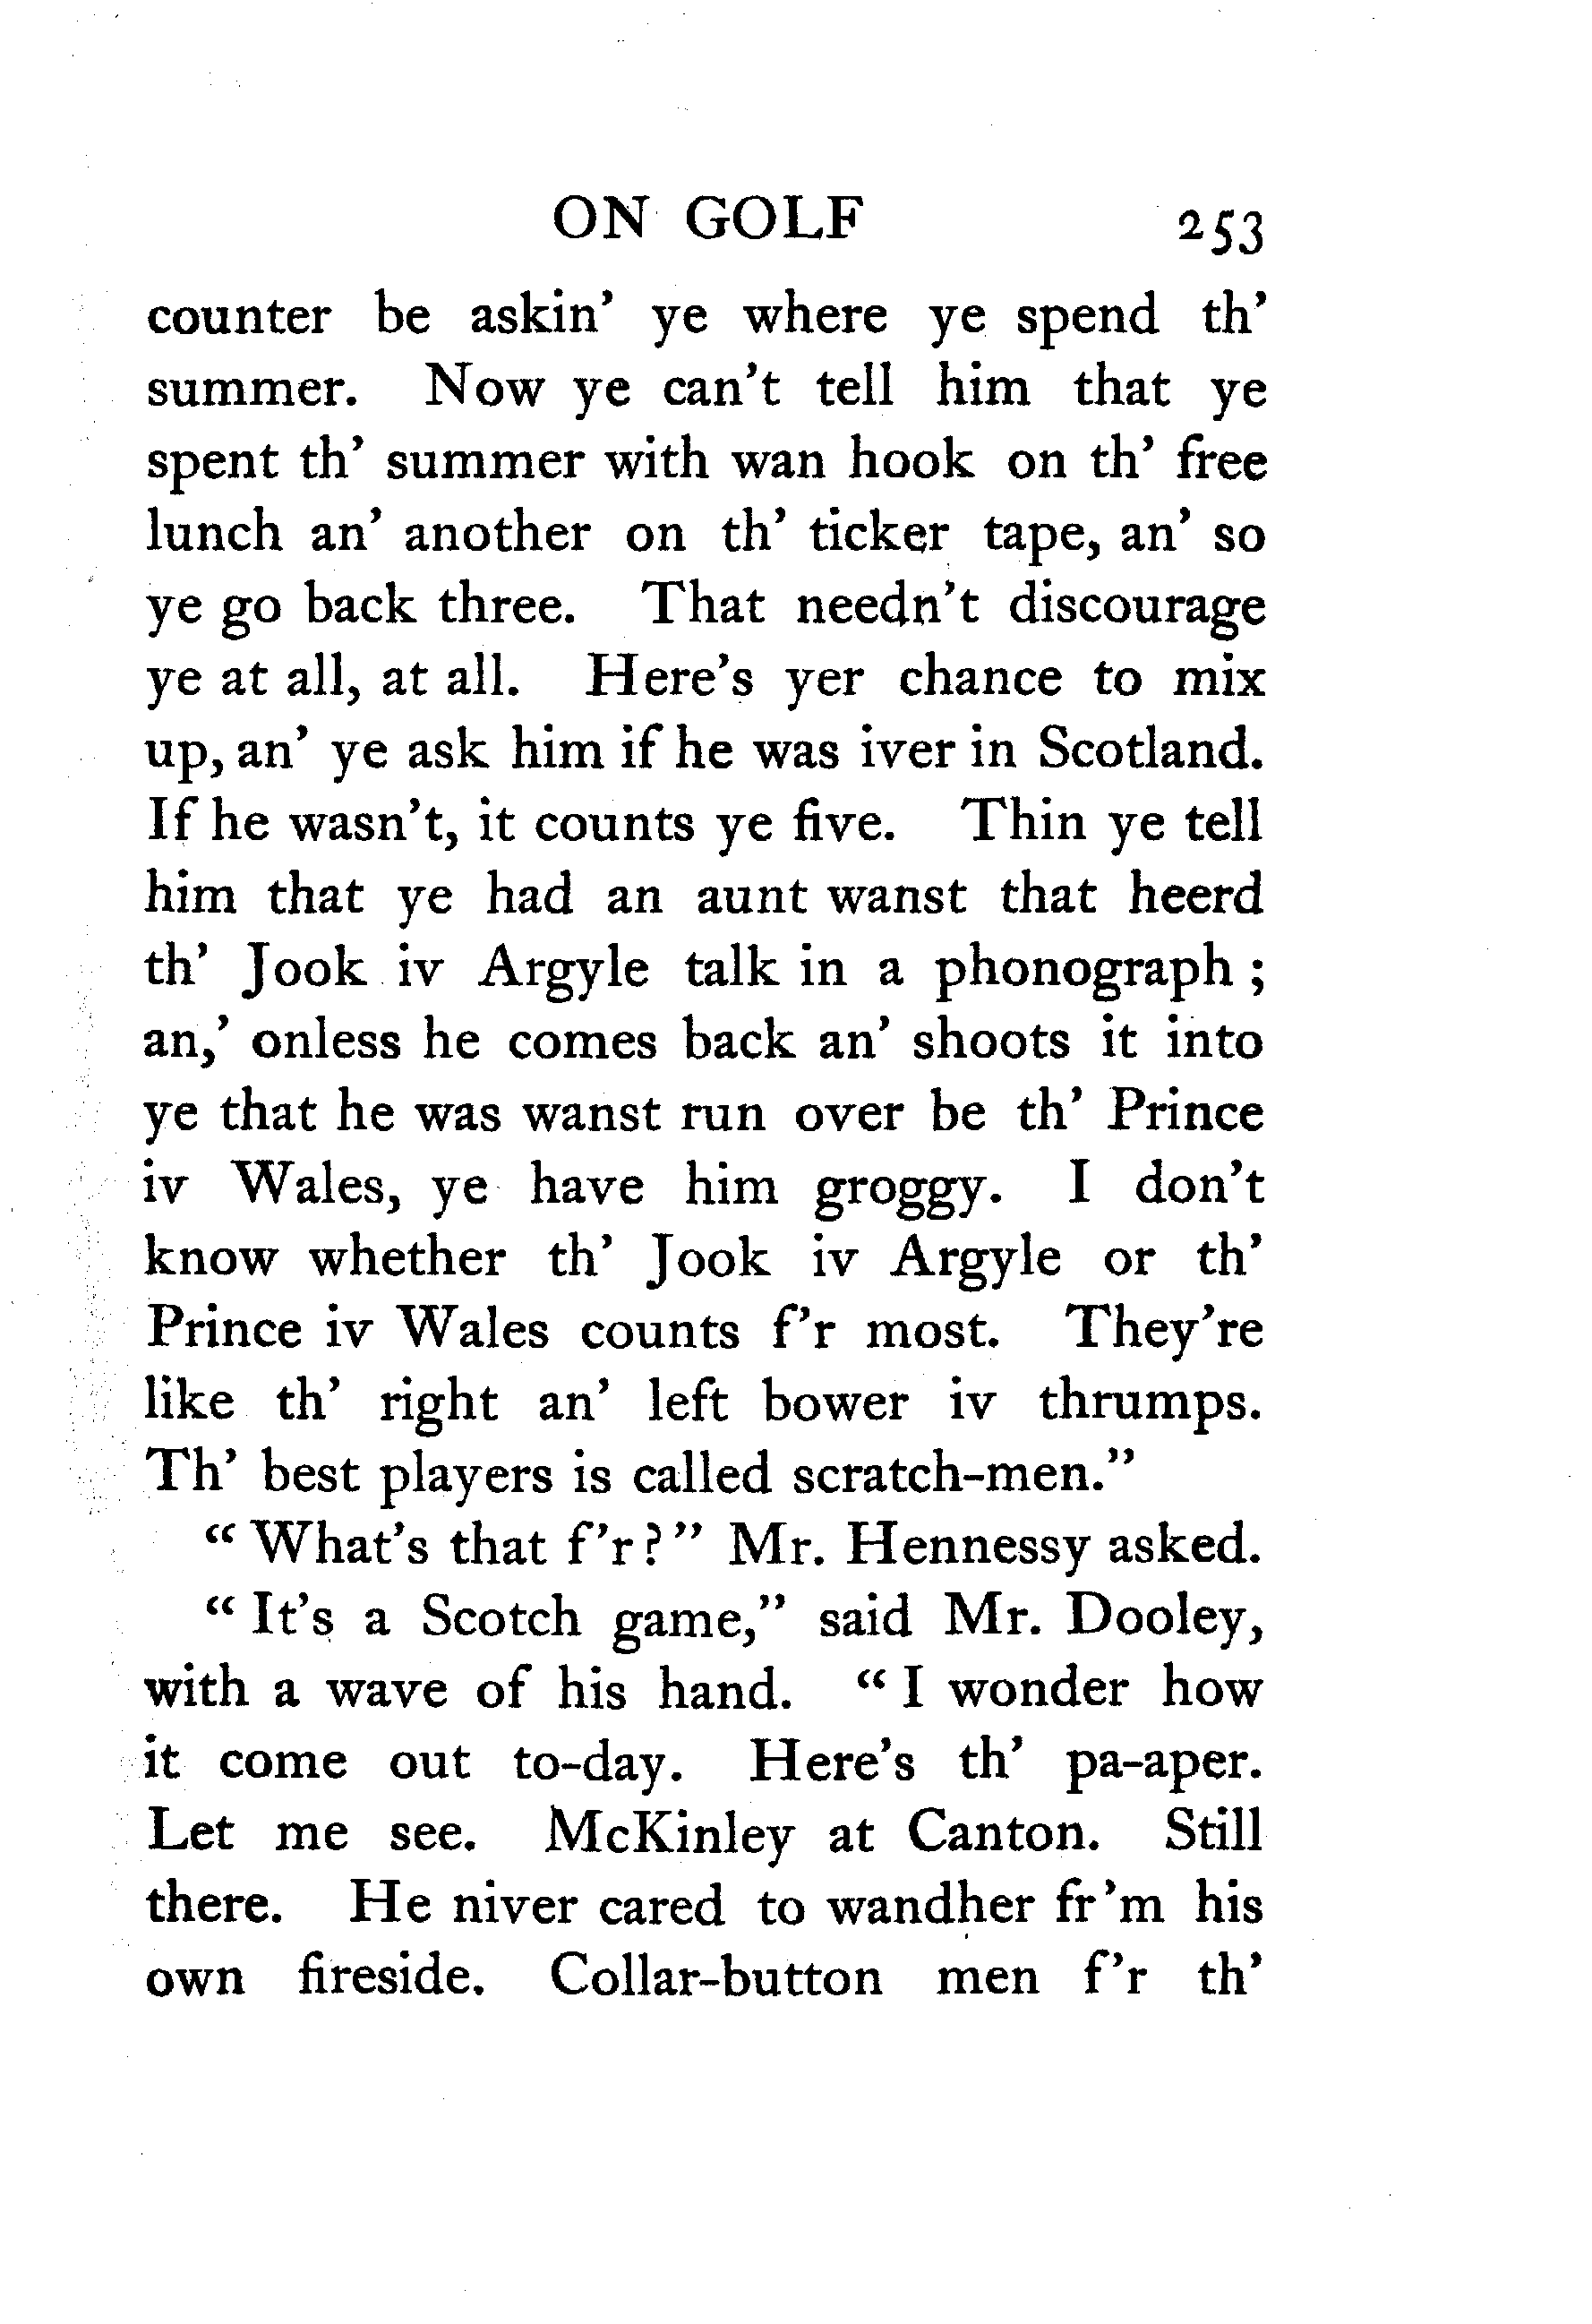 ON GOLF 253
counter be askin' ye where ye spend th'
summer. Now ye can't tell him that ye
spent th' summer with wan hook on th' free
lunch an' another on th' ticker tape, an' so
ye go back three. That needn't discourage
ye at all, at all. Here's yer chance to mix
up, an' ye ask him if he was iver in Scotland.
If he wasn't, it counts ye five. Thin ye tell
him that ye had an aunt wanst that heerd
th' Jook iv Argyle talk in a phonograph ;
an,' onless he comes back an' shoots it into
ye that he was wanst run over be th' Prince
iv Wales, ye have him groggy. I don't
know whether th' Jook iv Argyle or th'
Prince iv Wales counts f'r most. They're
like th' right an' left bower iv thrumps.
Th' best players is called scratch-men."
" What's that f'r ? " Mr. Hennessy asked.
" It's a Scotch game," said Mr. Dooley,
with a wave of his hand. " I wonder how
it come out to-day. Here's th' pa-aper.
Let me see. McKinley at Canton. Still
there. He niver cared to wandher fr'm his
own fireside. Collar-button men f'r th'